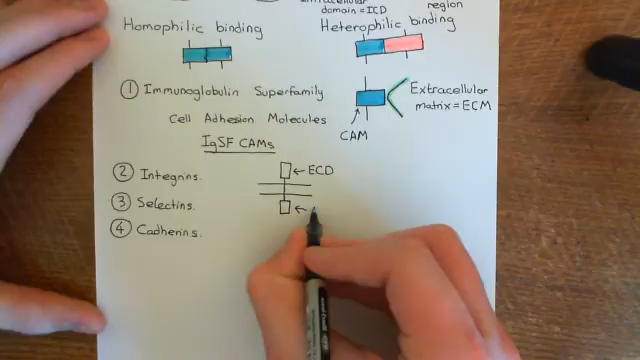 domain = ICD
region
Homophilic binding
Heterophilic binding
① Immunoglobulin Superfamily
Cell Adhesion Molecules
IgSF CAMs
Extracellular
matrix = ECM
CAM
② Integrins.
③ Selectins.
④ Cadherins.
ECD